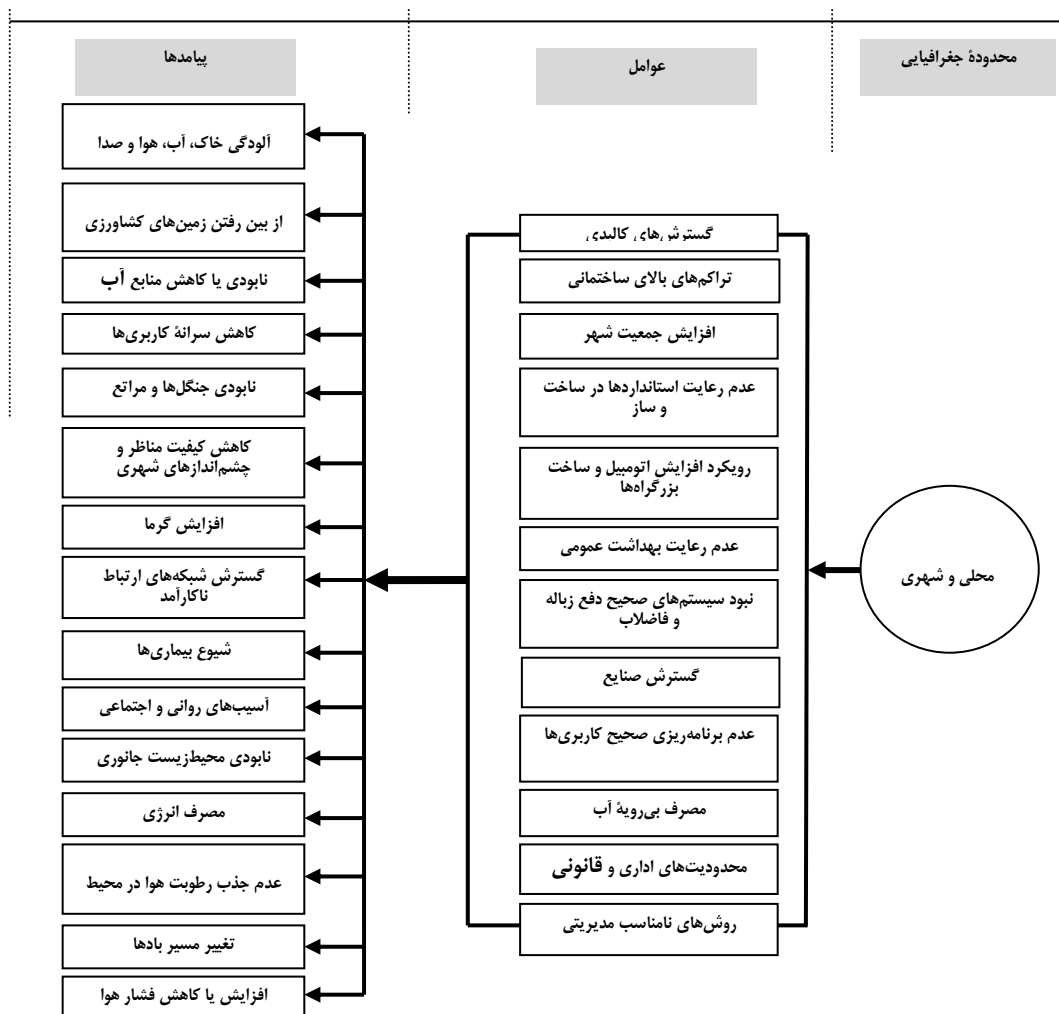 محدودهٔ جغرافیایی
عوامل
پیامدها
محلی و شهری
گسترش‌های کالبدی
تراکم‌های بالای ساختمانی
افزایش جمعیت شهر
عدم رعایت استانداردها در ساخت
و ساز
رویکرد افزایش اتومبیل و ساخت
بزرگراه‌ها
عدم رعایت بهداشت عمومی
نبود سیستم‌های صحیح دفع زباله
و فاضلاب
گسترش صنایع
عدم برنامه‌ریزی صحیح کاربری‌ها
مصرف بی‌رویهٔ آب
محدودیت‌های اداری و قانونی
روش‌های نامناسب مدیریتی
آلودگی خاک، آب، هوا و صدا
از بین رفتن زمین‌های کشاورزی
نابودی یا کاهش منابع آب
کاهش سرانهٔ کاربری‌ها
نابودی جنگل‌ها و مراتع
کاهش کیفیت مناظر و
چشم‌اندازهای شهری
افزایش گرما
گسترش شبکه‌های ارتباط
ناکارآمد
شیوع بیماری‌ها
آسیب‌های روانی و اجتماعی
نابودی محیط‌زیست جانوری
مصرف انرژی
عدم جذب رطوبت هوا در محیط
تغییر مسیر بادها
افزایش یا کاهش فشار هوا